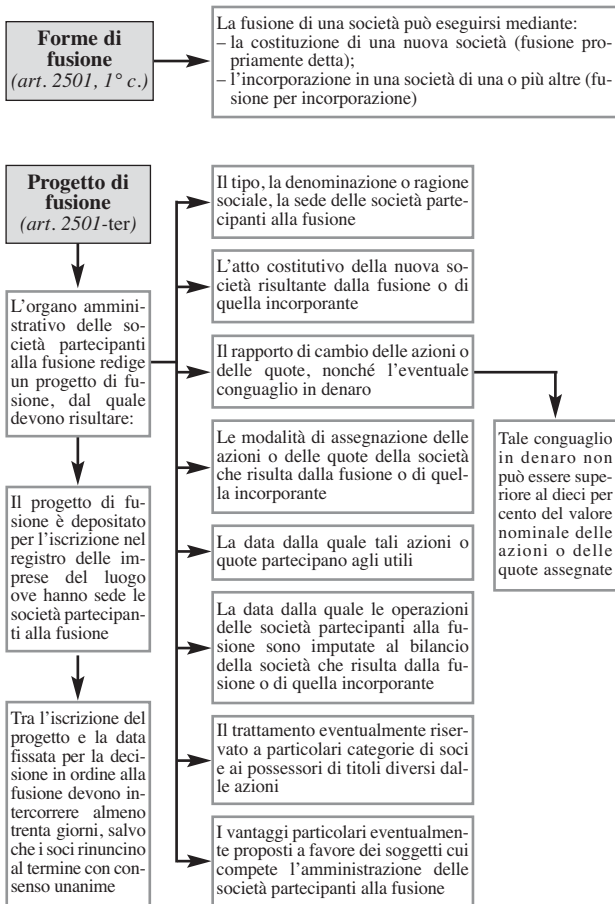 Forme di
fusione
(art. 2501, 1° c.)
La fusione di una società può eseguirsi mediante:
– la costituzione di una nuova società (fusione pro-
priamente detta);
– l’incorporazione in una società di una o più altre (fu-
sione per incorporazione)
Progetto di
fusione
(art. 2501-ter)
L’organo ammini-
strativo delle so-
cietà partecipanti
alla fusione redige
un progetto di fu-
sione, dal quale
devono risultare:
Il progetto di fu-
sione è depositato
per l’iscrizione nel
registro delle im-
prese del luogo
ove hanno sede le
società partecipan-
ti alla fusione
Tra l’iscrizione del
progetto e la data
fissata per la deci-
sione in ordine alla
fusione devono in-
tercorrere almeno
trenta giorni, salvo
che i soci rinuncino
al termine con con-
senso unanime
Il tipo, la denominazione o ragione
sociale, la sede delle società parte-
cipanti alla fusione
L’atto costitutivo della nuova so-
cietà risultante dalla fusione o di
quella incorporante
Il rapporto di cambio delle azioni o
delle quote, nonché l’eventuale
conguaglio in denaro
Tale conguaglio
in denaro non
può essere supe-
riore al dieci per
cento del valore
nominale delle
azioni o delle
quote assegnate
Le modalità di assegnazione delle
azioni o delle quote della società
che risulta dalla fusione o di quel-
la incorporante
La data dalla quale tali azioni o
quote partecipano agli utili
La data dalla quale le operazioni
delle società partecipanti alla fu-
sione sono imputate al bilancio
della società che risulta dalla fu-
sione o di quella incorporante
Il trattamento eventualmente riser-
vato a particolari categorie di soci
e ai possessori di titoli diversi dal-
le azioni
I vantaggi particolari eventualmen-
te proposti a favore dei soggetti cui
compete l’amministrazione delle
società partecipanti alla fusione